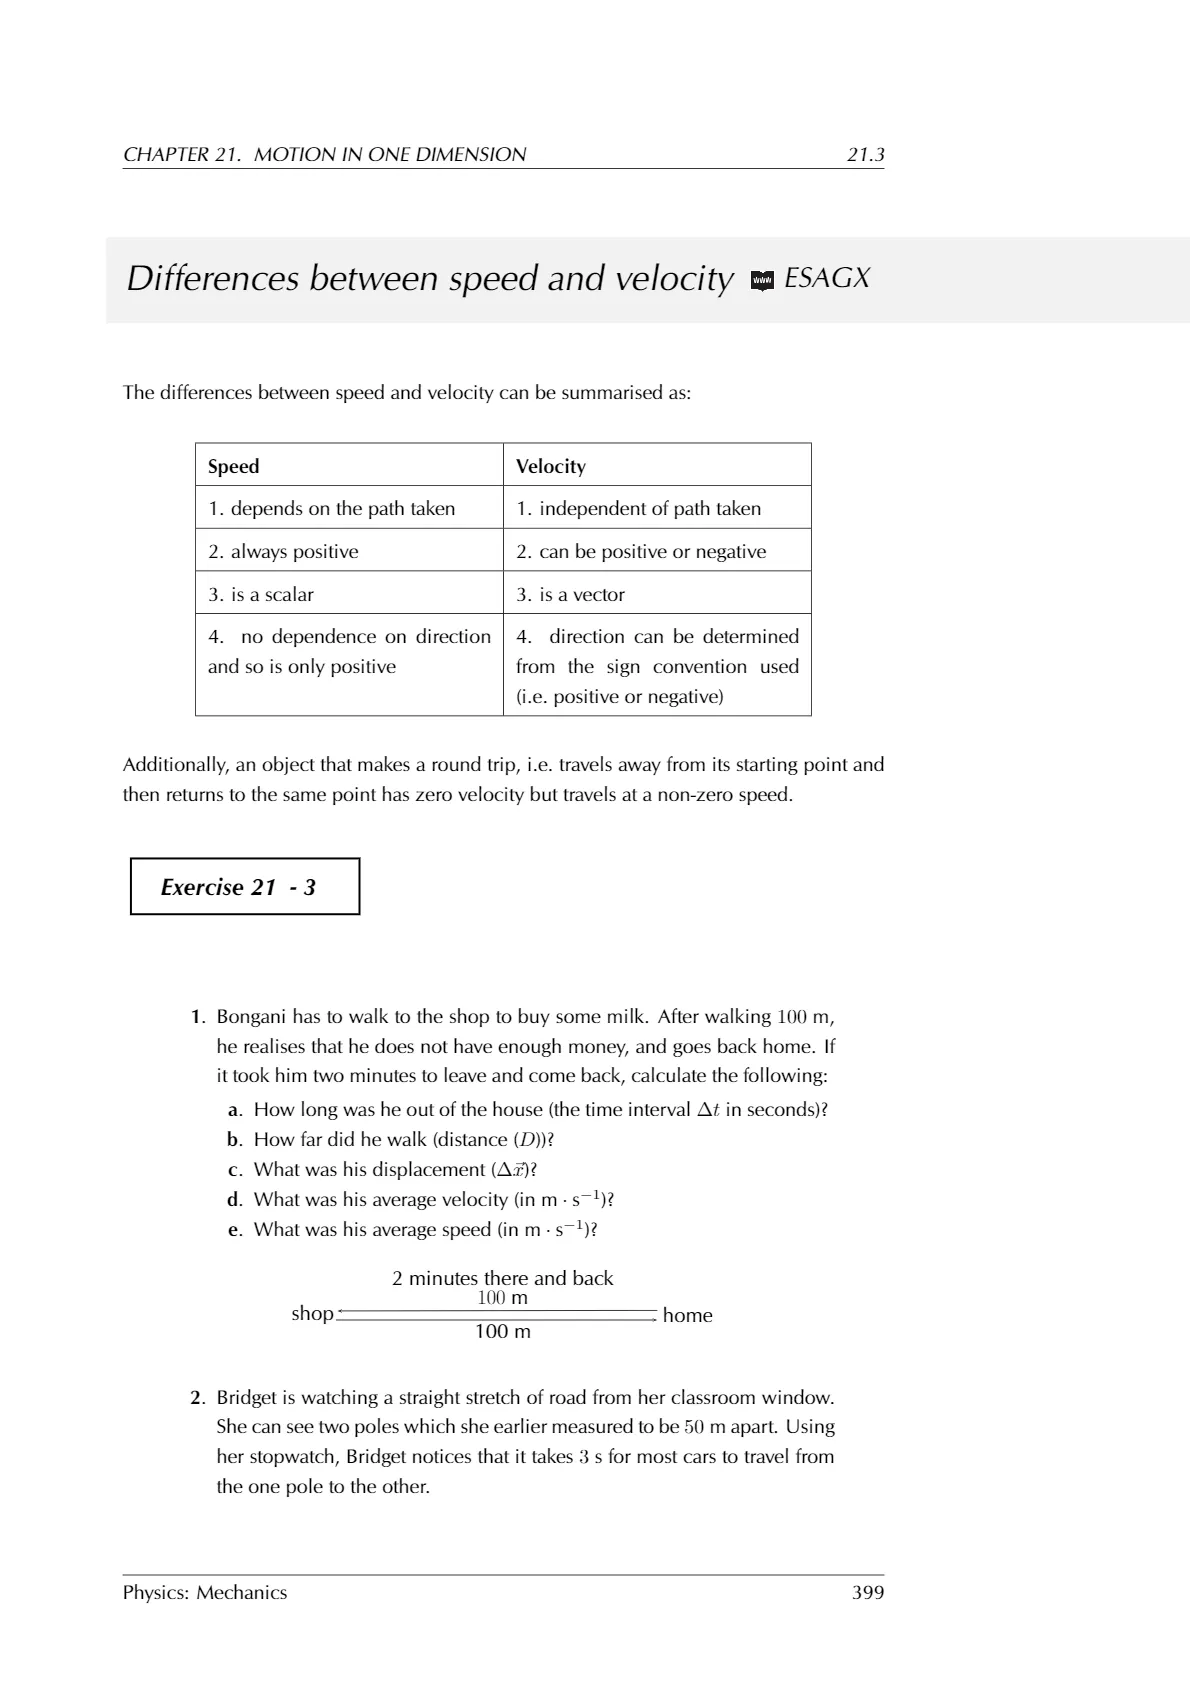 CHAPTER 21. MOTION IN ONE DIMENSION 21.3
Differences between speed and velocity www ESAGX
The differences between speed and velocity can be summarised as:
Speed Velocity
1. depends on the path taken 1. independent of path taken
2. always positive 2. can be positive or negative
3. is a scalar 3. is a vector
4. no dependence on direction 4. direction can be determined
and so is only positive from the sign convention used
(i.e. positive or negative)
Additionally, an object that makes a round trip, i.e. travels away from its starting point and
then returns to the same point has zero velocity but travels at a non-zero speed.
Exercise 21 - 3
1. Bongani has to walk to the shop to buy some milk. After walking 100 m,
he realises that he does not have enough money, and goes back home. If
it took him two minutes to leave and come back, calculate the following:
a. How long was he out of the house (the time interval Δt in seconds)?
b. How far did he walk (distance (D))?
c. What was his displacement (Δx⃗)?
d. What was his average velocity (in m · s⁻¹)?
e. What was his average speed (in m · s⁻¹)?
2 minutes there and back
100 m
shop home
100 m
2. Bridget is watching a straight stretch of road from her classroom window.
She can see two poles which she earlier measured to be 50 m apart. Using
her stopwatch, Bridget notices that it takes 3 s for most cars to travel from
the one pole to the other.
Physics: Mechanics 399